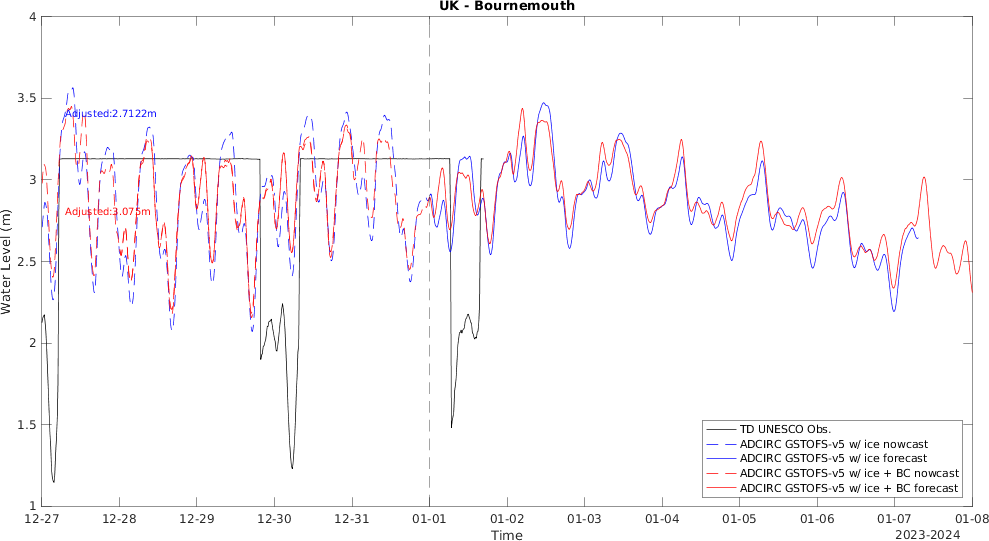 UK - Bournemouth
4
3.5
3
2.5
2
1.5
1
Water Level (m)
Adjusted:2.7122m
Adjusted:3.075m
TD UNESCO Obs.
ADCIRC GSTOFS-v5 w/ ice nowcast
ADCIRC GSTOFS-v5 w/ ice forecast
ADCIRC GSTOFS-v5 w/ ice + BC nowcast
ADCIRC GSTOFS-v5 w/ ice + BC forecast
12-27 12-28 12-29 12-30 12-31 01-01 01-02 01-03 01-04 01-05 01-06 01-07 01-08
Time
2023-2024